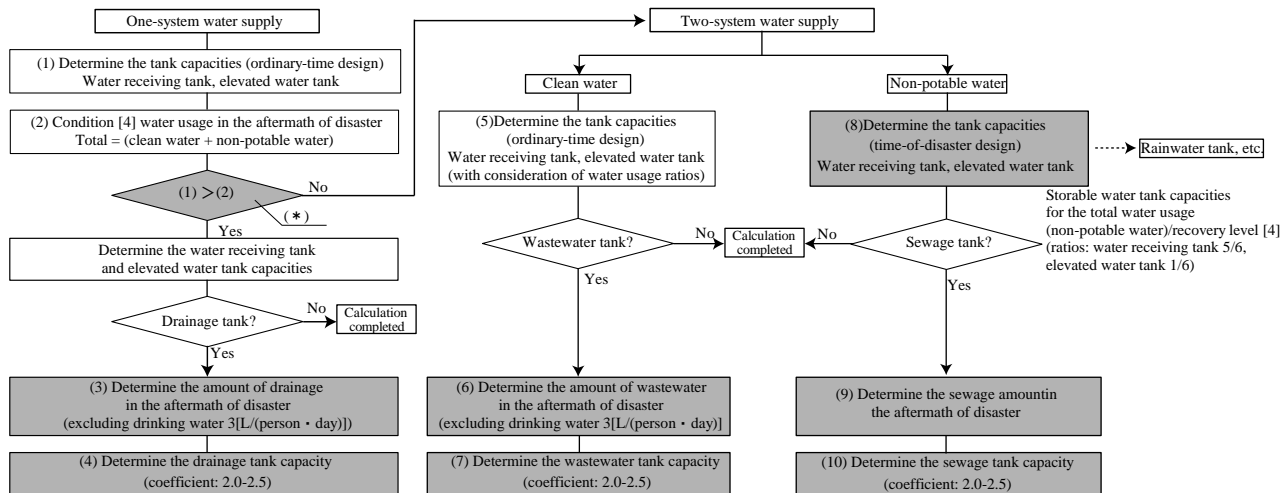 One-system water supply
(1) Determine the tank capacities (ordinary-time design)
Water receiving tank, elevated water tank
(2) Condition [4] water usage in the aftermath of disaster
Total = (clean water + non-potable water)
(1) >(2)
No
(*)
Yes
Determine the water receiving tank
and elevated water tank capacities
Drainage tank?
No
Calculation
completed
Yes
(3) Determine the amount of drainage
in the aftermath of disaster
(excluding drinking water 3[L/(person・day)])
(4) Determine the drainage tank capacity
(coefficient: 2.0-2.5)
Two-system water supply
Clean water
(5)Determine the tank capacities
(ordinary-time design)
Water receiving tank, elevated water tank
(with consideration of water usage ratios)
Wastewater tank?
No
Calculation
completed
Yes
(6) Determine the amount of wastewater
in the aftermath of disaster
(excluding drinking water 3[L/(person・day)]
(7) Determine the wastewater tank capacity
(coefficient: 2.0-2.5)
Non-potable water
(8)Determine the tank capacities
(time-of-disaster design)
Water receiving tank, elevated water tank
Rainwater tank, etc.
Storable water tank capacities
for the total water usage
(non-potable water)/recovery level [4]
(ratios: water receiving tank 5/6,
elevated water tank 1/6)
No
Sewage tank?
Yes
(9) Determine the sewage amountin
the aftermath of disaster
(10) Determine the sewage tank capacity
(coefficient: 2.0-2.5)